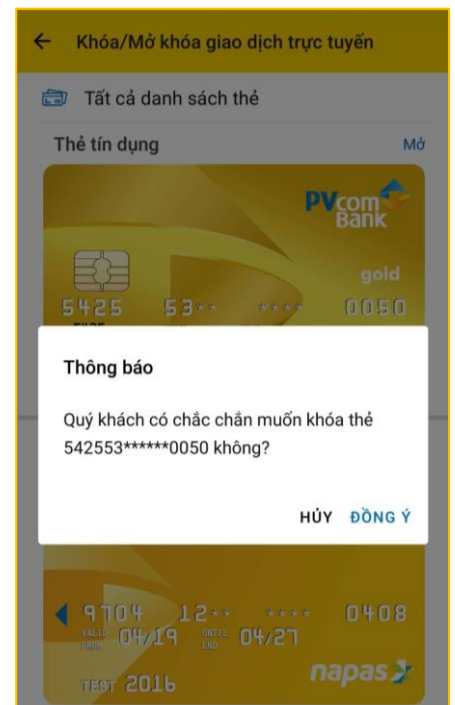 Khóa/Mở khóa giao dịch trực tuyến
Tất cả danh sách thẻ
Thẻ tín dụng Mở
PVcom
Bank
gold
5425 53** **** 0050
Thông báo
Quý khách có chắc chắn muốn khóa thẻ
542553******0050 không?
HỦY ĐỒNG Ý
9704 12** **** 0408
VALID FROM 04/19 UNTIL END 04/27
TEST 2016
napas